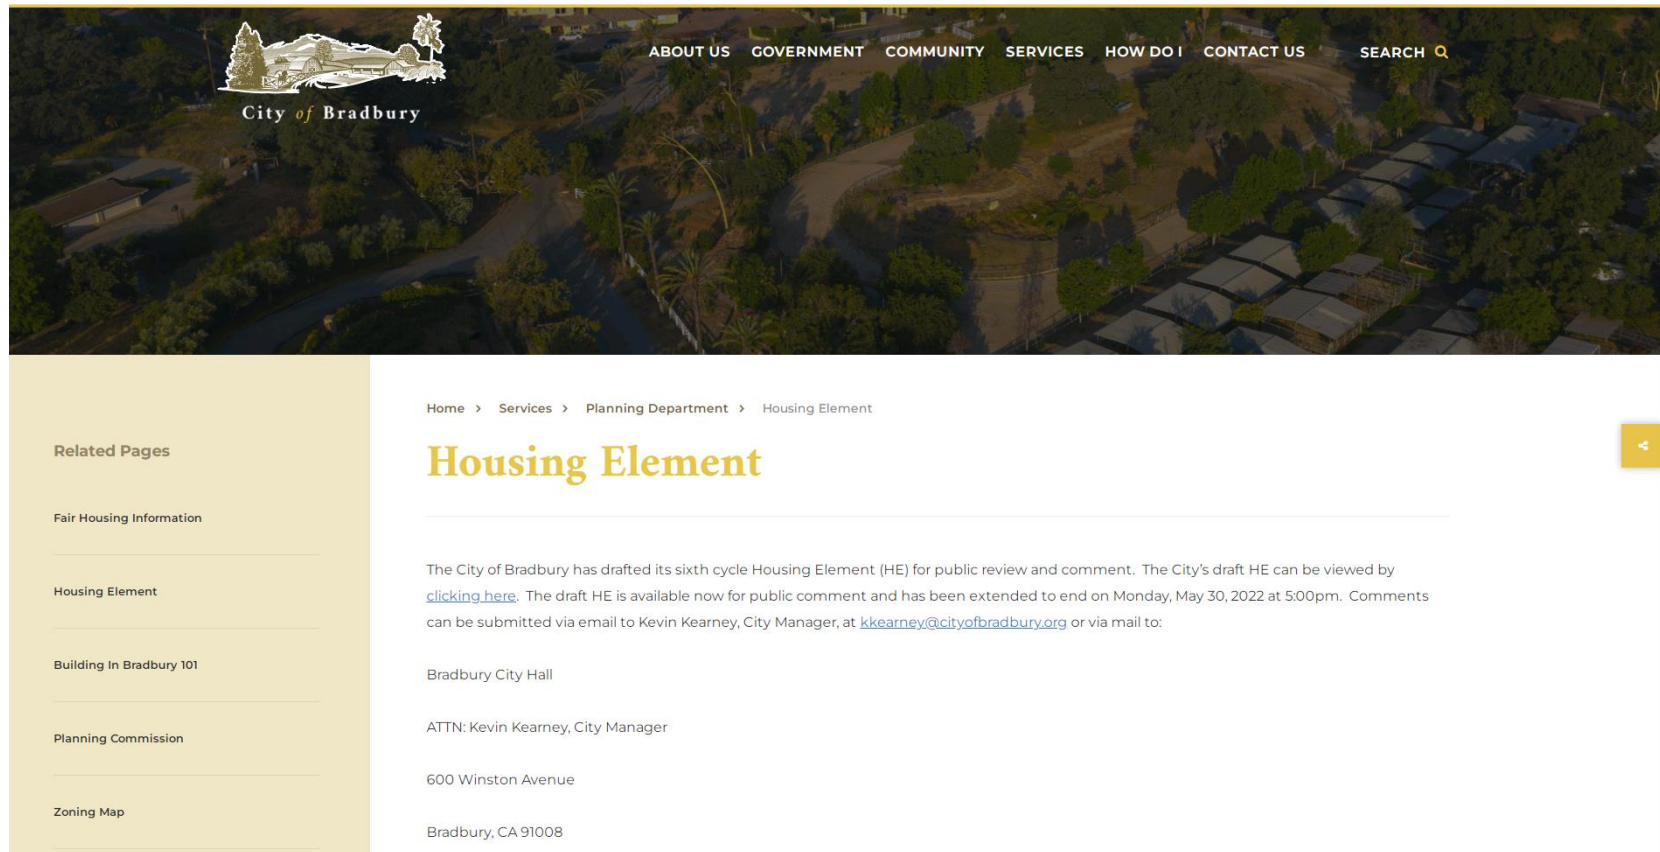 City of Bradbury
ABOUT US GOVERNMENT COMMUNITY SERVICES HOW DO I CONTACT US SEARCH
Related Pages
Fair Housing Information
Housing Element
Building In Bradbury 101
Planning Commission
Zoning Map
Home > Services > Planning Department > Housing Element
Housing Element
The City of Bradbury has drafted its sixth cycle Housing Element (HE) for public review and comment. The City’s draft HE can be viewed by
clicking here. The draft HE is available now for public comment and has been extended to end on Monday, May 30, 2022 at 5:00pm. Comments
can be submitted via email to Kevin Kearney, City Manager, at kkearney@cityofbradbury.org or via mail to:
Bradbury City Hall
ATTN: Kevin Kearney, City Manager
600 Winston Avenue
Bradbury, CA 91008